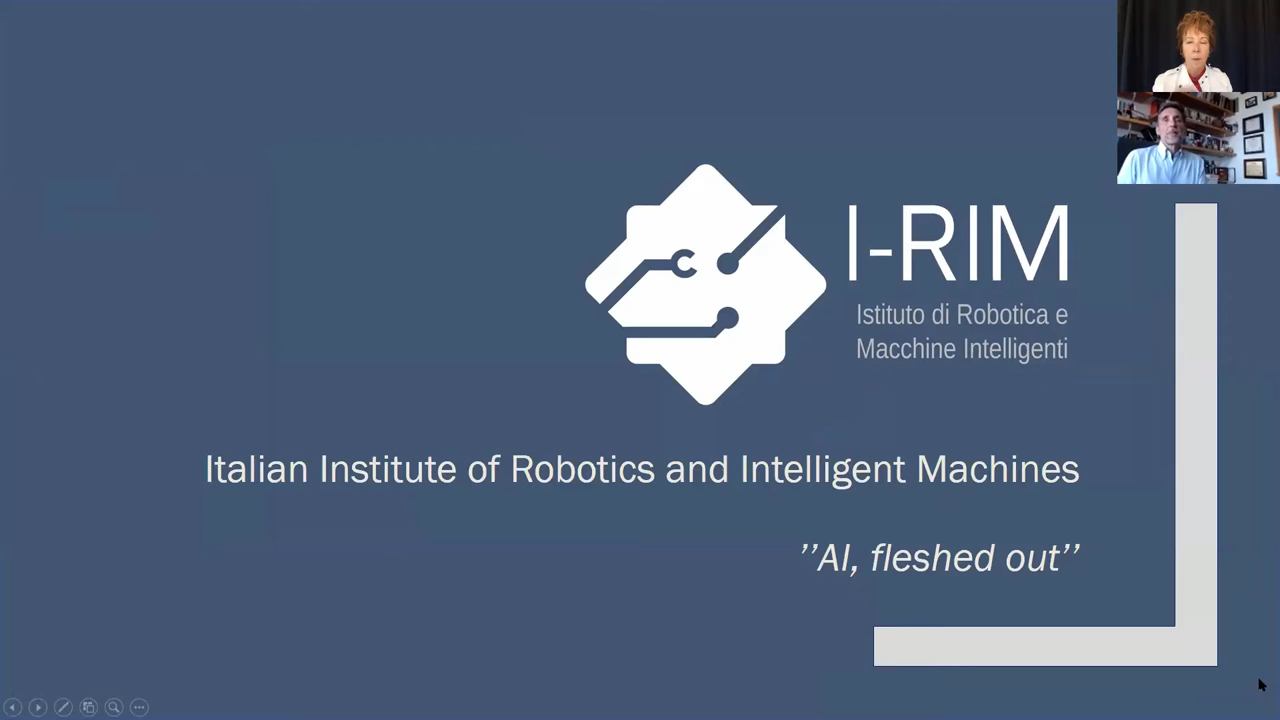 I-RIM
Istituto di Robotica e
Macchine Intelligenti
Italian Institute of Robotics and Intelligent Machines
’’AI, fleshed out’’